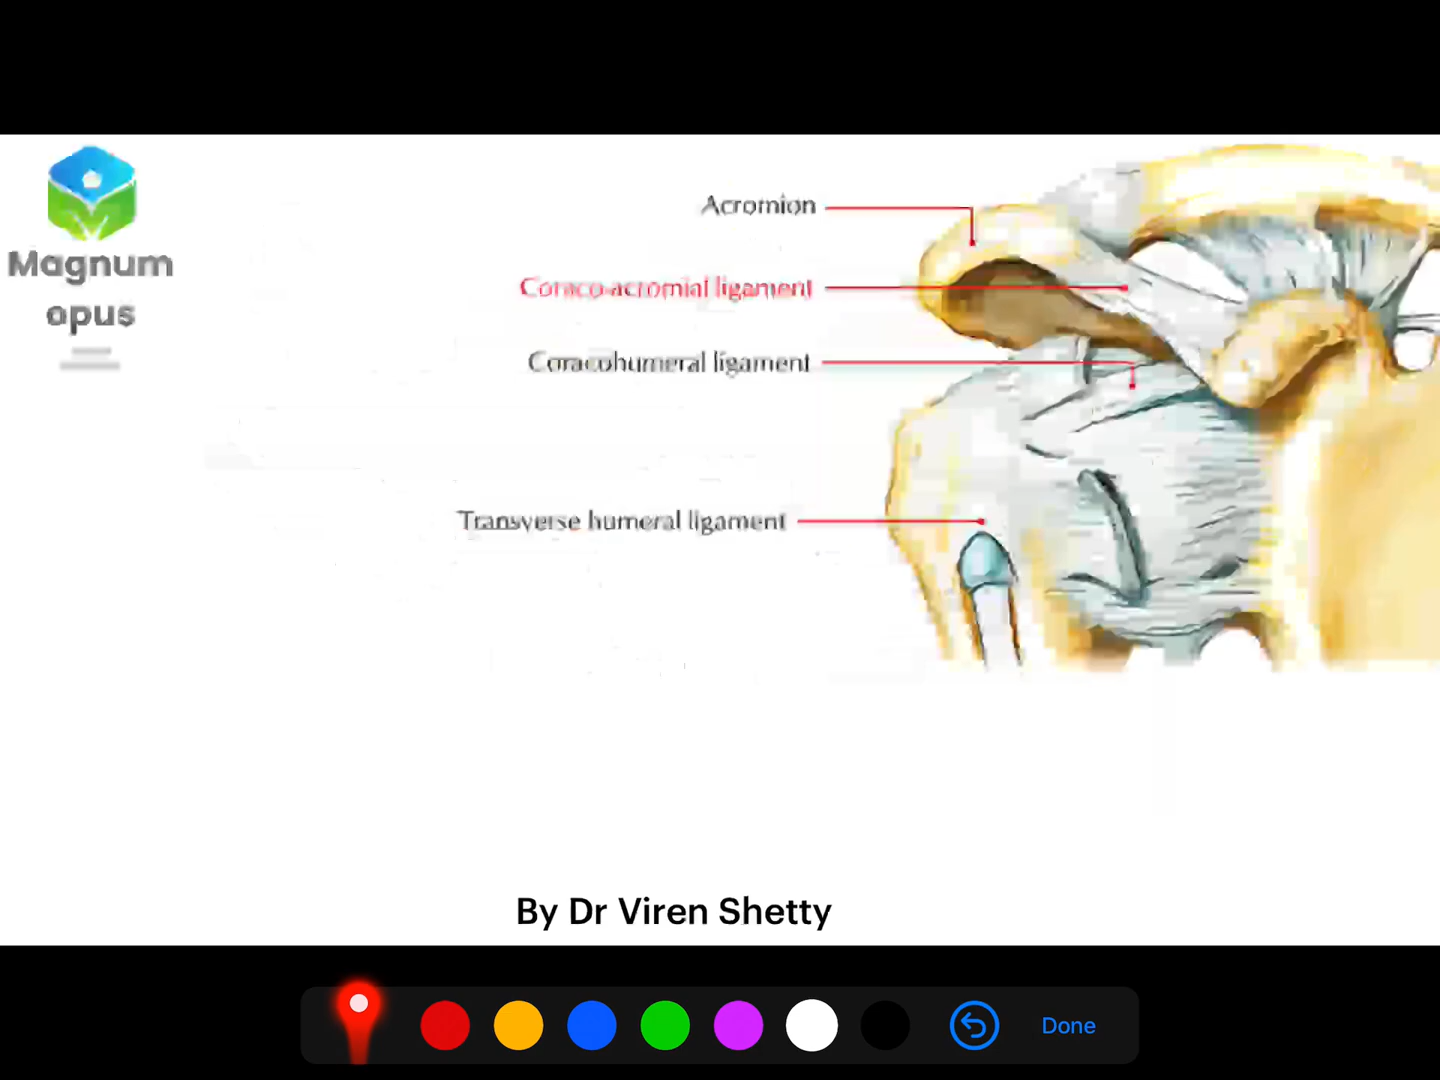 Magnum
opus
Acromion
Coraco-acromial ligament
Coracohumeral ligament
Transverse humeral ligament
By Dr Viren Shetty
Done